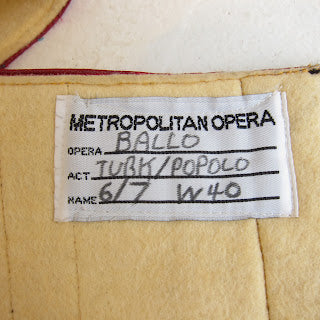 METROPOLITAN OPERA
OPERA BALLO
ACT. TURK/POPOLO
NAME 6/7 W40